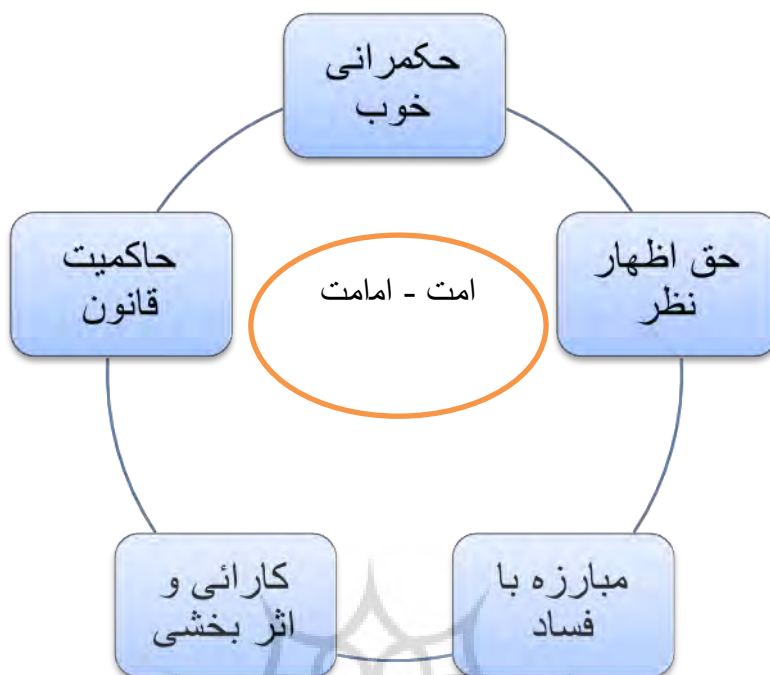 حکمرانی
خوب
حق اظهار
نظر
حاکمیت
قانون
امت - امامت
مبارزه با
فساد
کارائی و
اثر بخشی